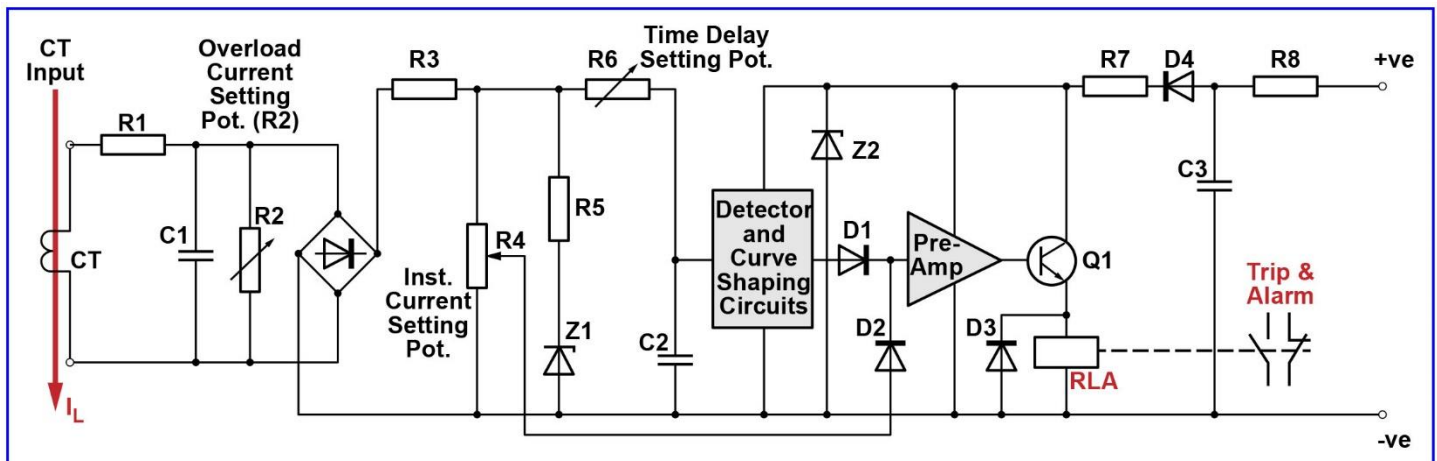 CT
Input
Overload
Current
Setting
Pot. (R2)
R1
C1
R2
CT
I_L
R3
R6
Time Delay
Setting Pot.
R4
Inst.
Current
Setting
Pot.
R5
Z1
C2
Detector
and
Curve
Shaping
Circuits
Z2
D1
D2
Pre-
Amp
Q1
D3
RLA
R7
D4
R8
C3
Trip &
Alarm
+ve
-ve